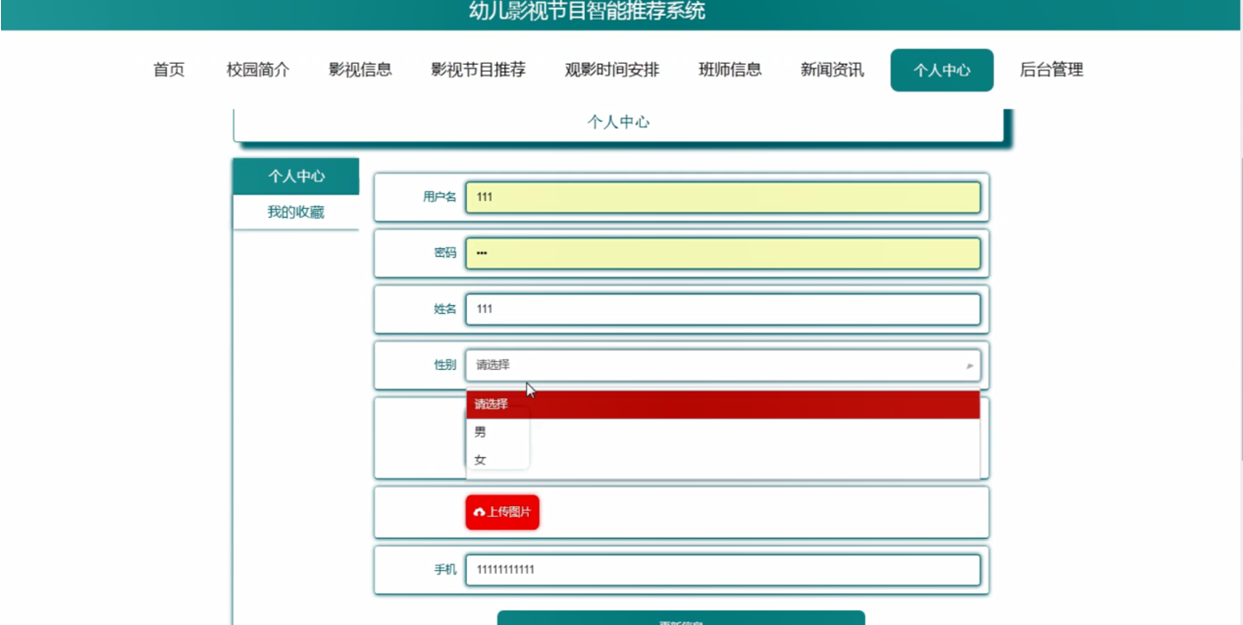 幼儿影视节目智能推荐系统
首页 校园简介 影视信息 影视节目推荐 观影时间安排 班师信息 新闻资讯 个人中心 后台管理
个人中心
个人中心
我的收藏
用户名 111
密码 •••
姓名 111
性别 请选择
请选择
男
女
上传图片
手机 11111111111
更新信息